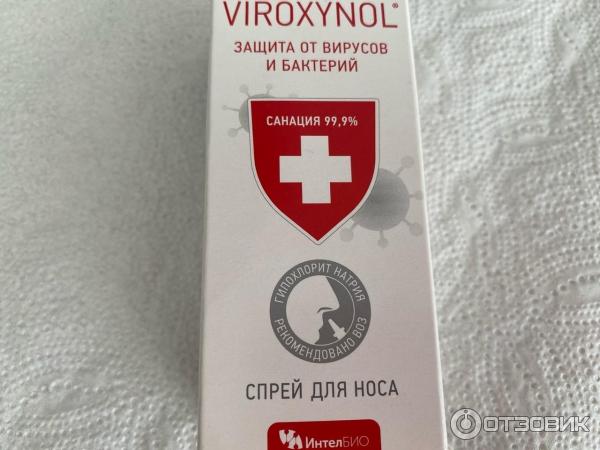 VIROXYNOL®
ЗАЩИТА ОТ ВИРУСОВ
И БАКТЕРИЙ
САНАЦИЯ 99,9%
ГИПОХЛОРИТ НАТРИЯ
РЕКОМЕНДОВАНО ВОЗ
СПРЕЙ ДЛЯ НОСА
ИнтелБИО
ОТЗОВИК